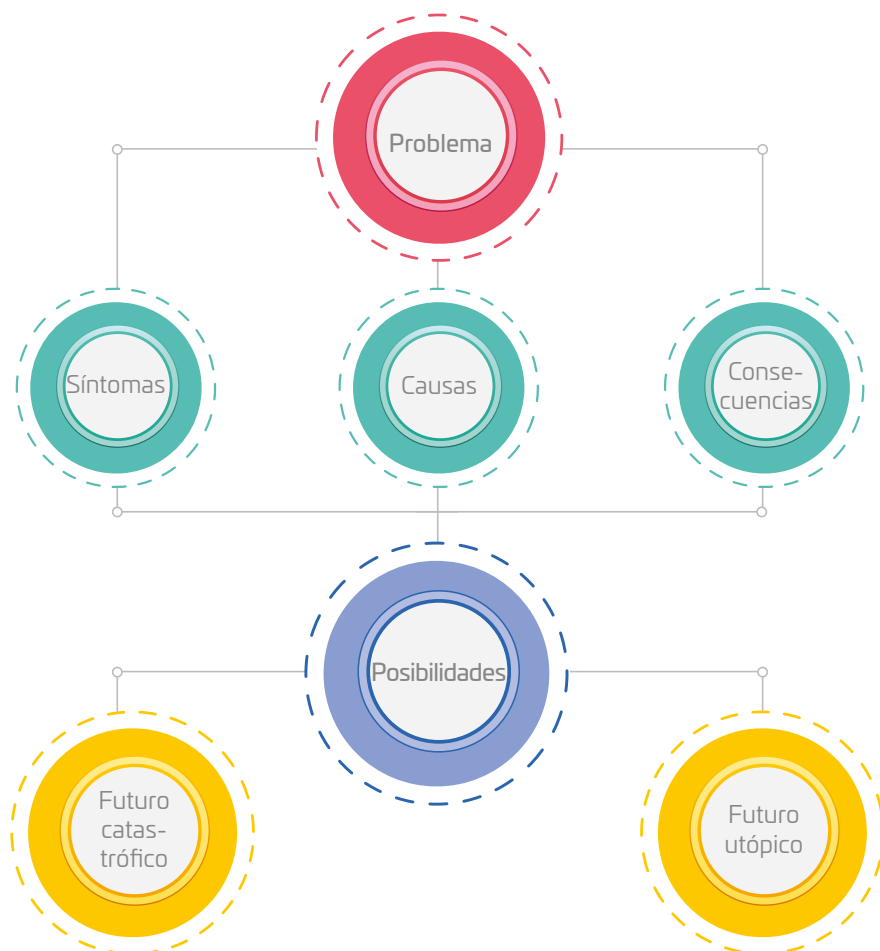 Problema
Síntomas
Causas
Conse-
cuencias
Posibilidades
Futuro
catas-
trófico
Futuro
utópico